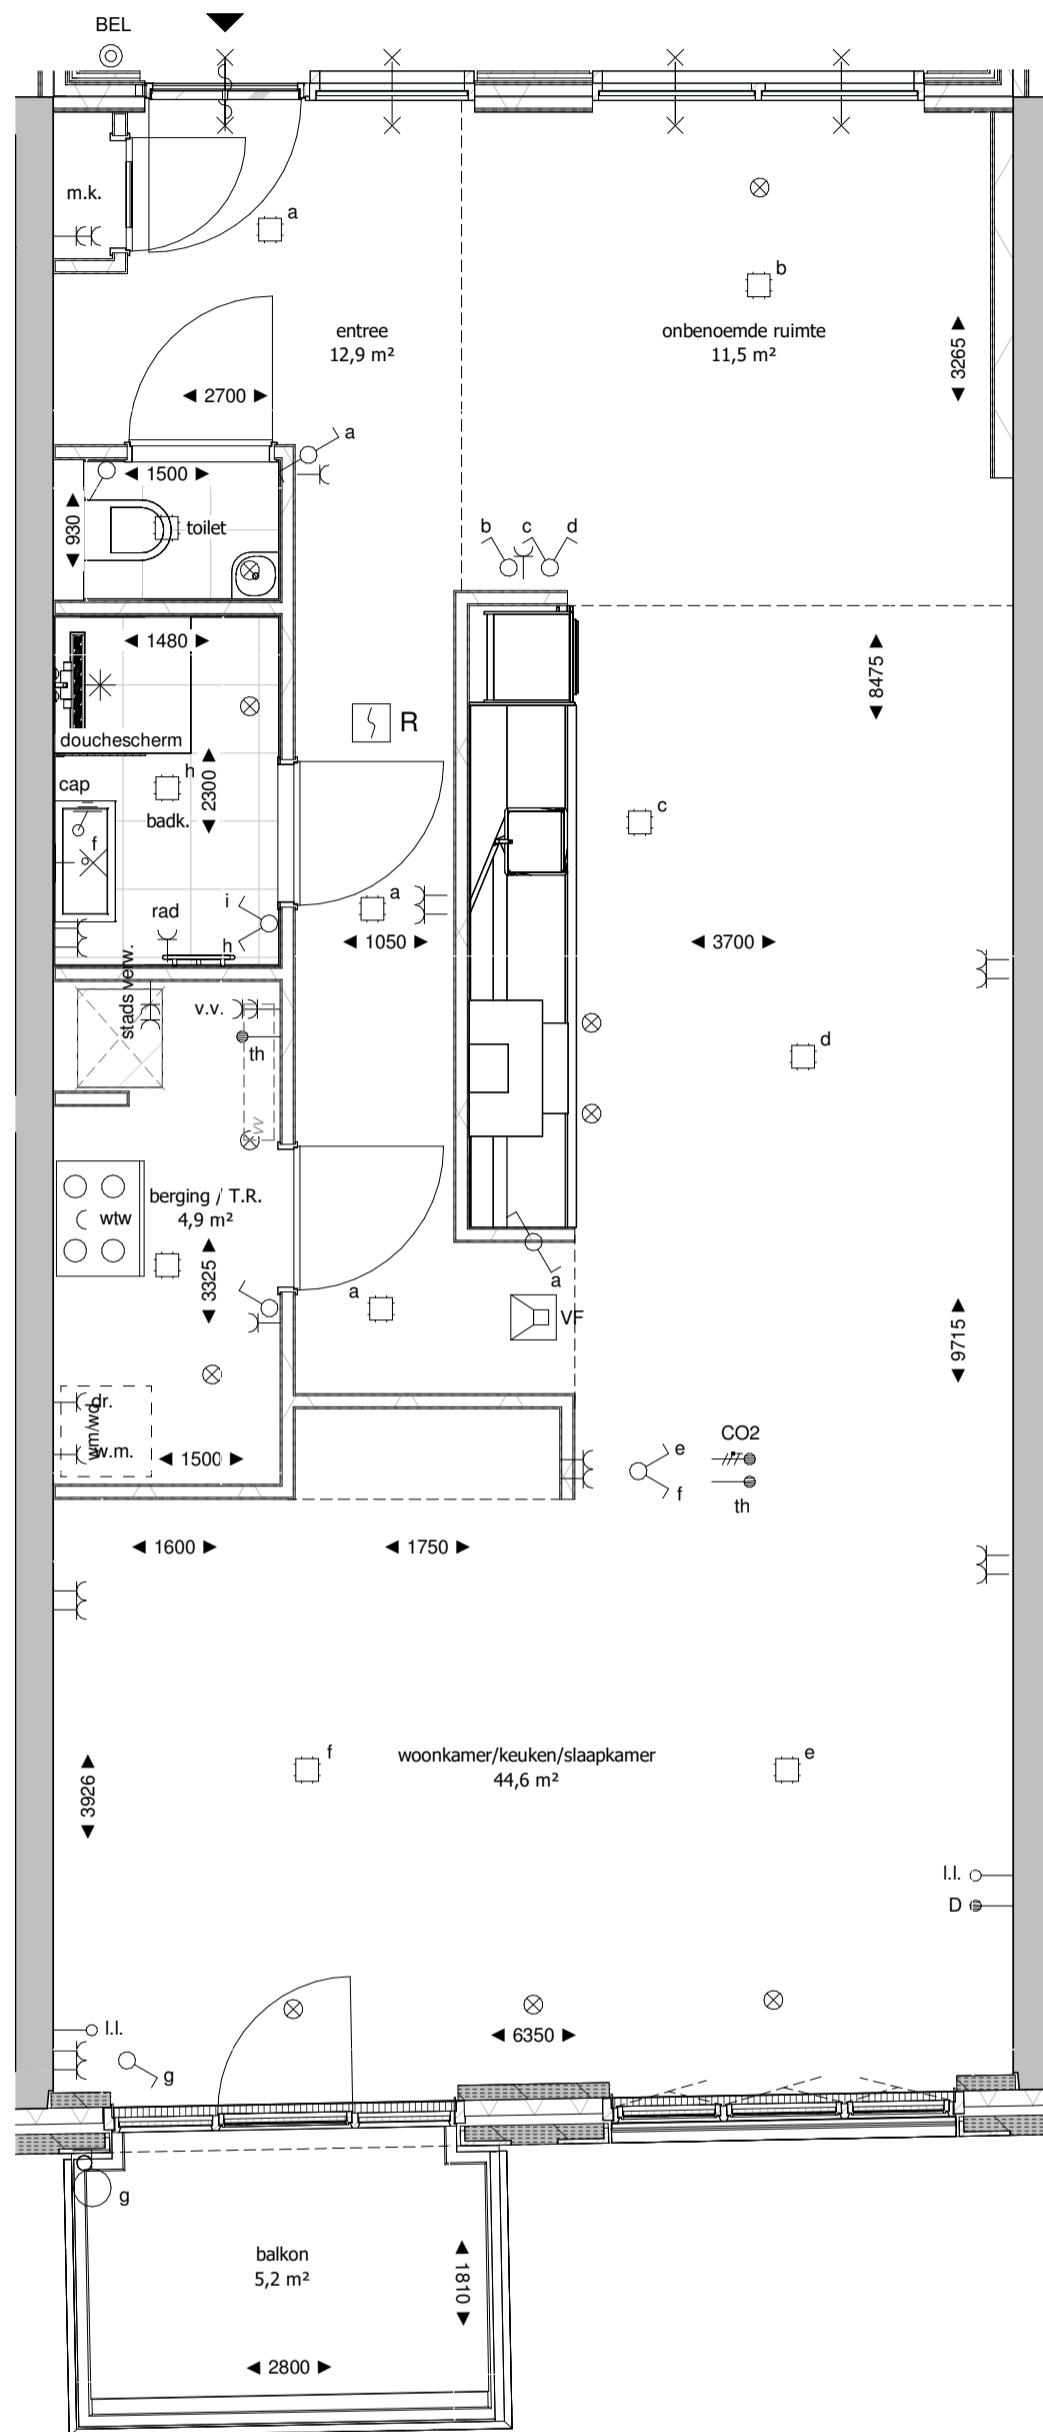 BEL
m.k.
a
b
entree
12,9 m²
onbenoemde ruimte
11,5 m²
3265
2700
a
1500
930
toilet
b
c
d
1480
8475
R
douchescherm
cap
h
2300
badk.
f
c
rad
i
h
a
1050
3700
stads verw.
v.v.
th
vv
d
berging / T.R.
4,9 m²
wtw
3325
a
a
VF
9715
dr.
wm/wd
w.m.
1500
e
f
CO2
th
1600
1750
f
woonkamer/keuken/slaapkamer
44,6 m²
e
3926
l.l.
D
l.l.
g
6350
g
balkon
5,2 m²
1810
2800